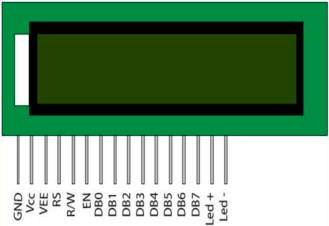 GND
Vcc
VEE
RS
R/W
EN
DB0
DB1
DB2
DB3
DB4
DB5
DB6
DB7
Led +
Led -